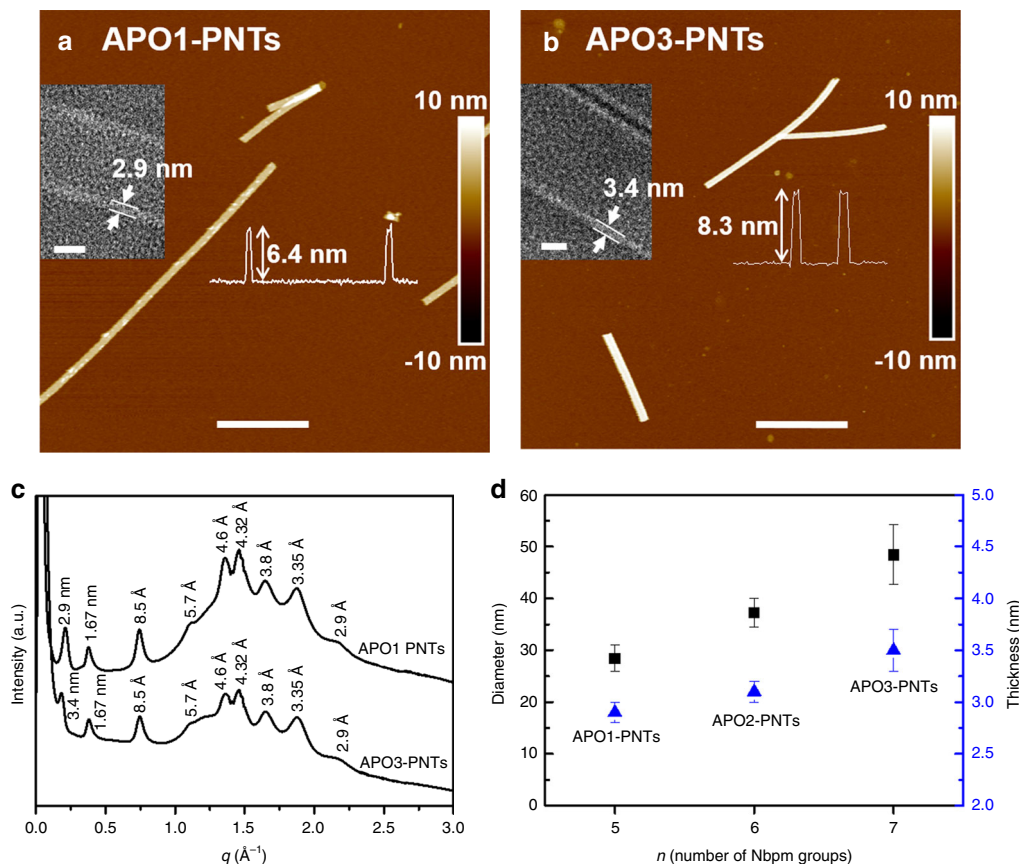 a APO1-PNTs
10 nm
2.9 nm
6.4 nm
-10 nm
b APO3-PNTs
10 nm
3.4 nm
8.3 nm
-10 nm
c
Intensity (a.u.)
2.9 nm
1.67 nm
8.5 Å
5.7 Å
4.6 Å
4.32 Å
3.8 Å
3.35 Å
2.9 Å
APO1 PNTs
3.4 nm
1.67 nm
8.5 Å
5.7 Å
4.6 Å
4.32 Å
3.8 Å
3.35 Å
2.9 Å
APO3-PNTs
0.0 0.5 1.0 1.5 2.0 2.5 3.0
q (Å⁻¹)
d
Diameter (nm)
60
50
40
30
20
10
0
APO1-PNTs
APO2-PNTs
APO3-PNTs
5.0
4.5
4.0
3.5
3.0
2.5
2.0
Thickness (nm)
5 6 7
n (number of Nbpm groups)